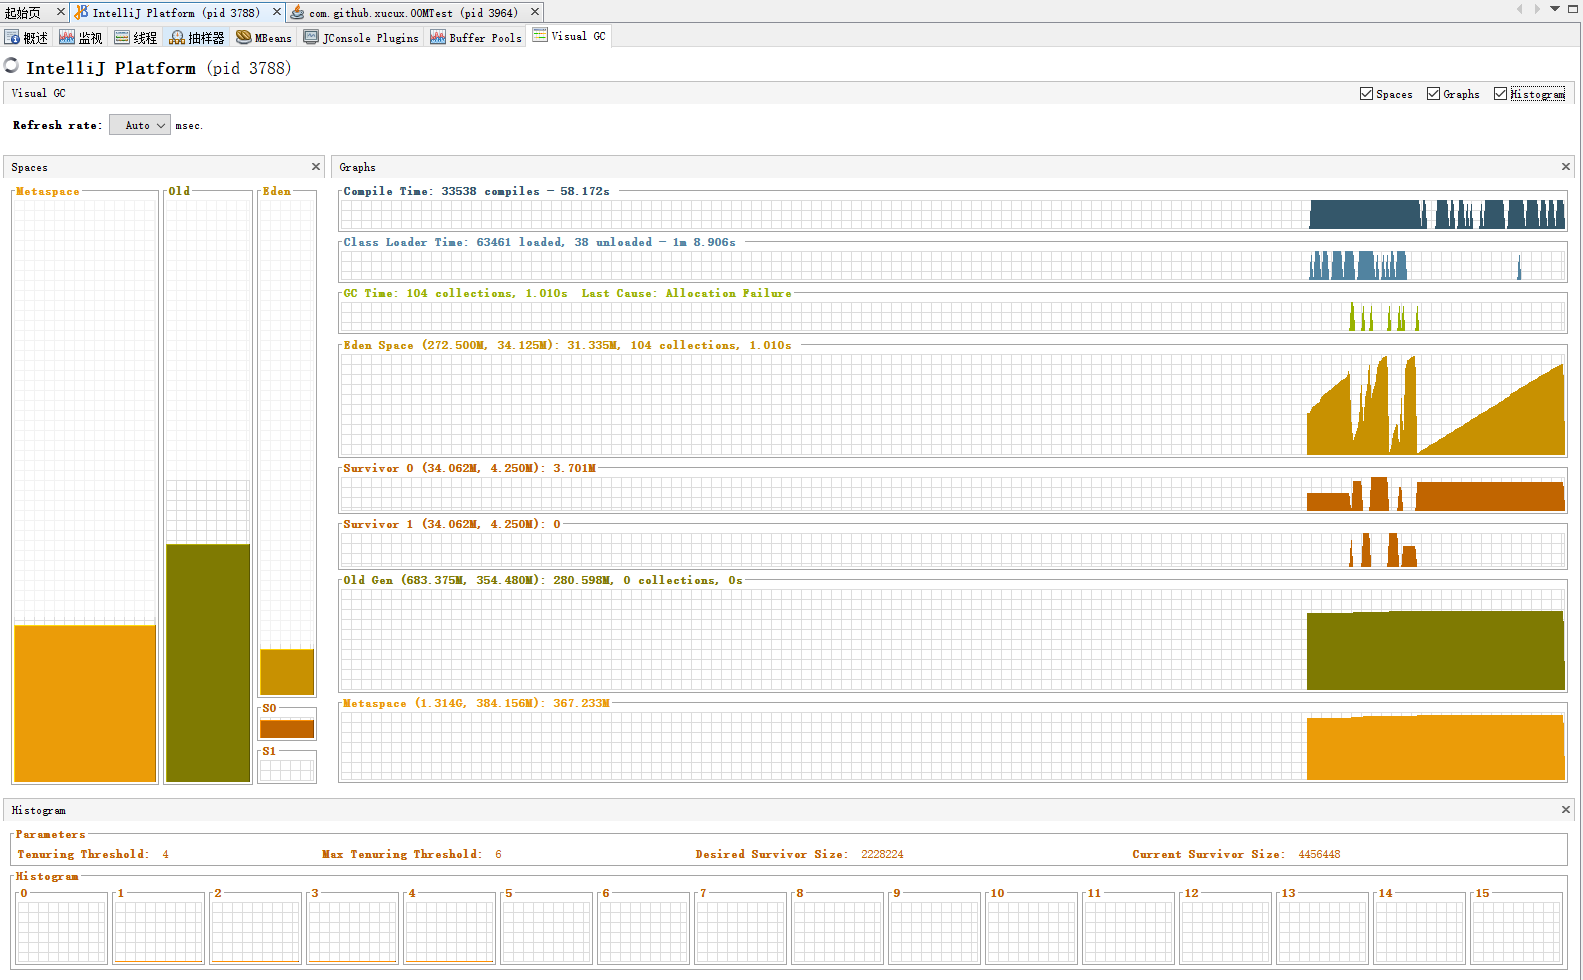 起始页
IntelliJ Platform (pid 3788)
com.github.xucux.OOMTest (pid 3964)
概述
监视
线程
抽样器
MBeans
JConsole Plugins
Buffer Pools
Visual GC
IntelliJ Platform (pid 3788)
Visual GC
Spaces
Graphs
Histogram
Refresh rate: Auto msec.
Spaces
Metaspace
Old
Eden
S0
S1
Graphs
Compile Time: 33538 compiles - 58.172s
Class Loader Time: 63461 loaded, 38 unloaded - 1m 8.906s
GC Time: 104 collections, 1.010s Last Cause: Allocation Failure
Eden Space (272.500M, 34.125M): 31.335M, 104 collections, 1.010s
Survivor 0 (34.062M, 4.250M): 3.701M
Survivor 1 (34.062M, 4.250M): 0
Old Gen (683.375M, 354.480M): 280.598M, 0 collections, 0s
Metaspace (1.314G, 384.156M): 367.233M
Histogram
Parameters
Tenuring Threshold: 4
Max Tenuring Threshold: 6
Desired Survivor Size: 2228224
Current Survivor Size: 4456448
Histogram
0 1 2 3 4 5 6 7 8 9 10 11 12 13 14 15